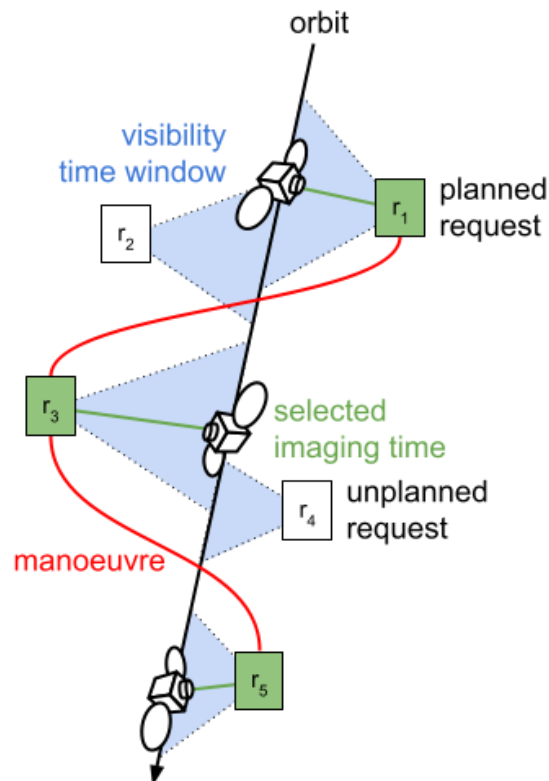 orbit
visibility
time window
planned
request
r1
r2
r3
selected
imaging time
unplanned
request
r4
manoeuvre
r5